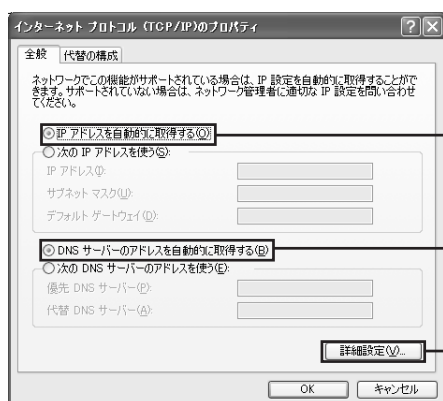 インターネット プロトコル (TCP/IP)のプロパティ
全般 代替の構成
ネットワークでこの機能がサポートされている場合は、IP 設定を自動的に取得することがで
きます。サポートされていない場合は、ネットワーク管理者に適切な IP 設定を問い合わせ
てください。
IP アドレスを自動的に取得する(O)
次の IP アドレスを使う(S):
IP アドレス(I):
サブネット マスク(U):
デフォルト ゲートウェイ(D):
DNS サーバーのアドレスを自動的に取得する(B)
次の DNS サーバーのアドレスを使う(E):
優先 DNS サーバー(P):
代替 DNS サーバー(A):
詳細設定(V)...
OK キャンセル